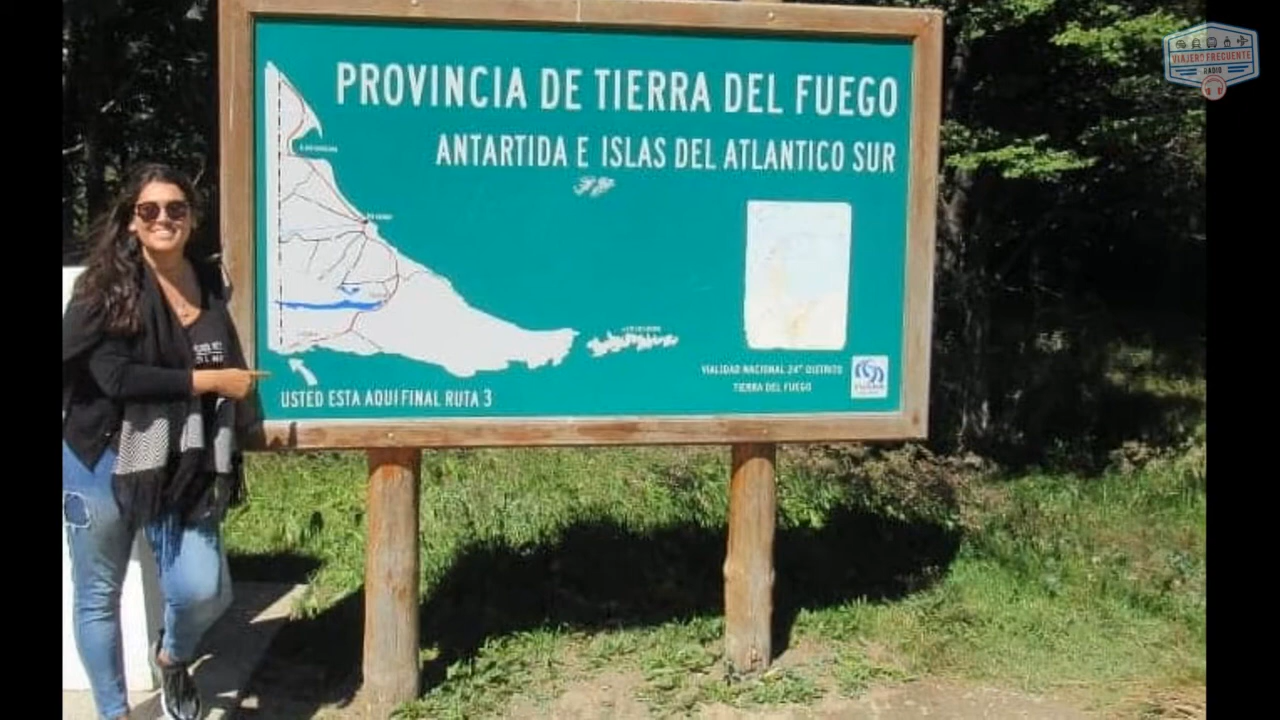 VIAJERO FRECUENTE
RADIO
PROVINCIA DE TIERRA DEL FUEGO
ANTARTIDA E ISLAS DEL ATLANTICO SUR
USTED ESTA AQUI FINAL RUTA 3
VIALIDAD NACIONAL 24° DISTRITO
TIERRA DEL FUEGO